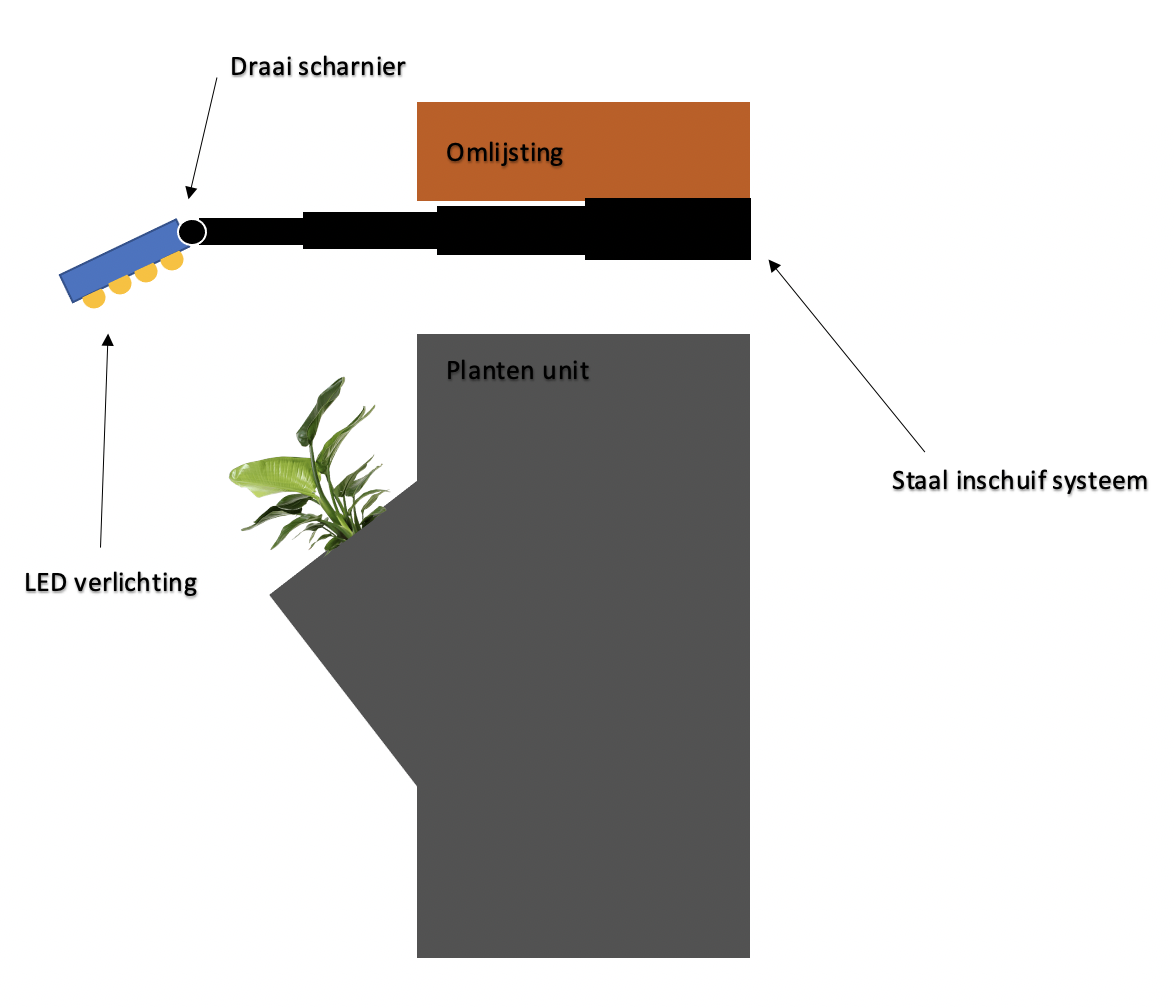 Draai scharnier
Omlijsting
Planten unit
Staal inschuif systeem
LED verlichting